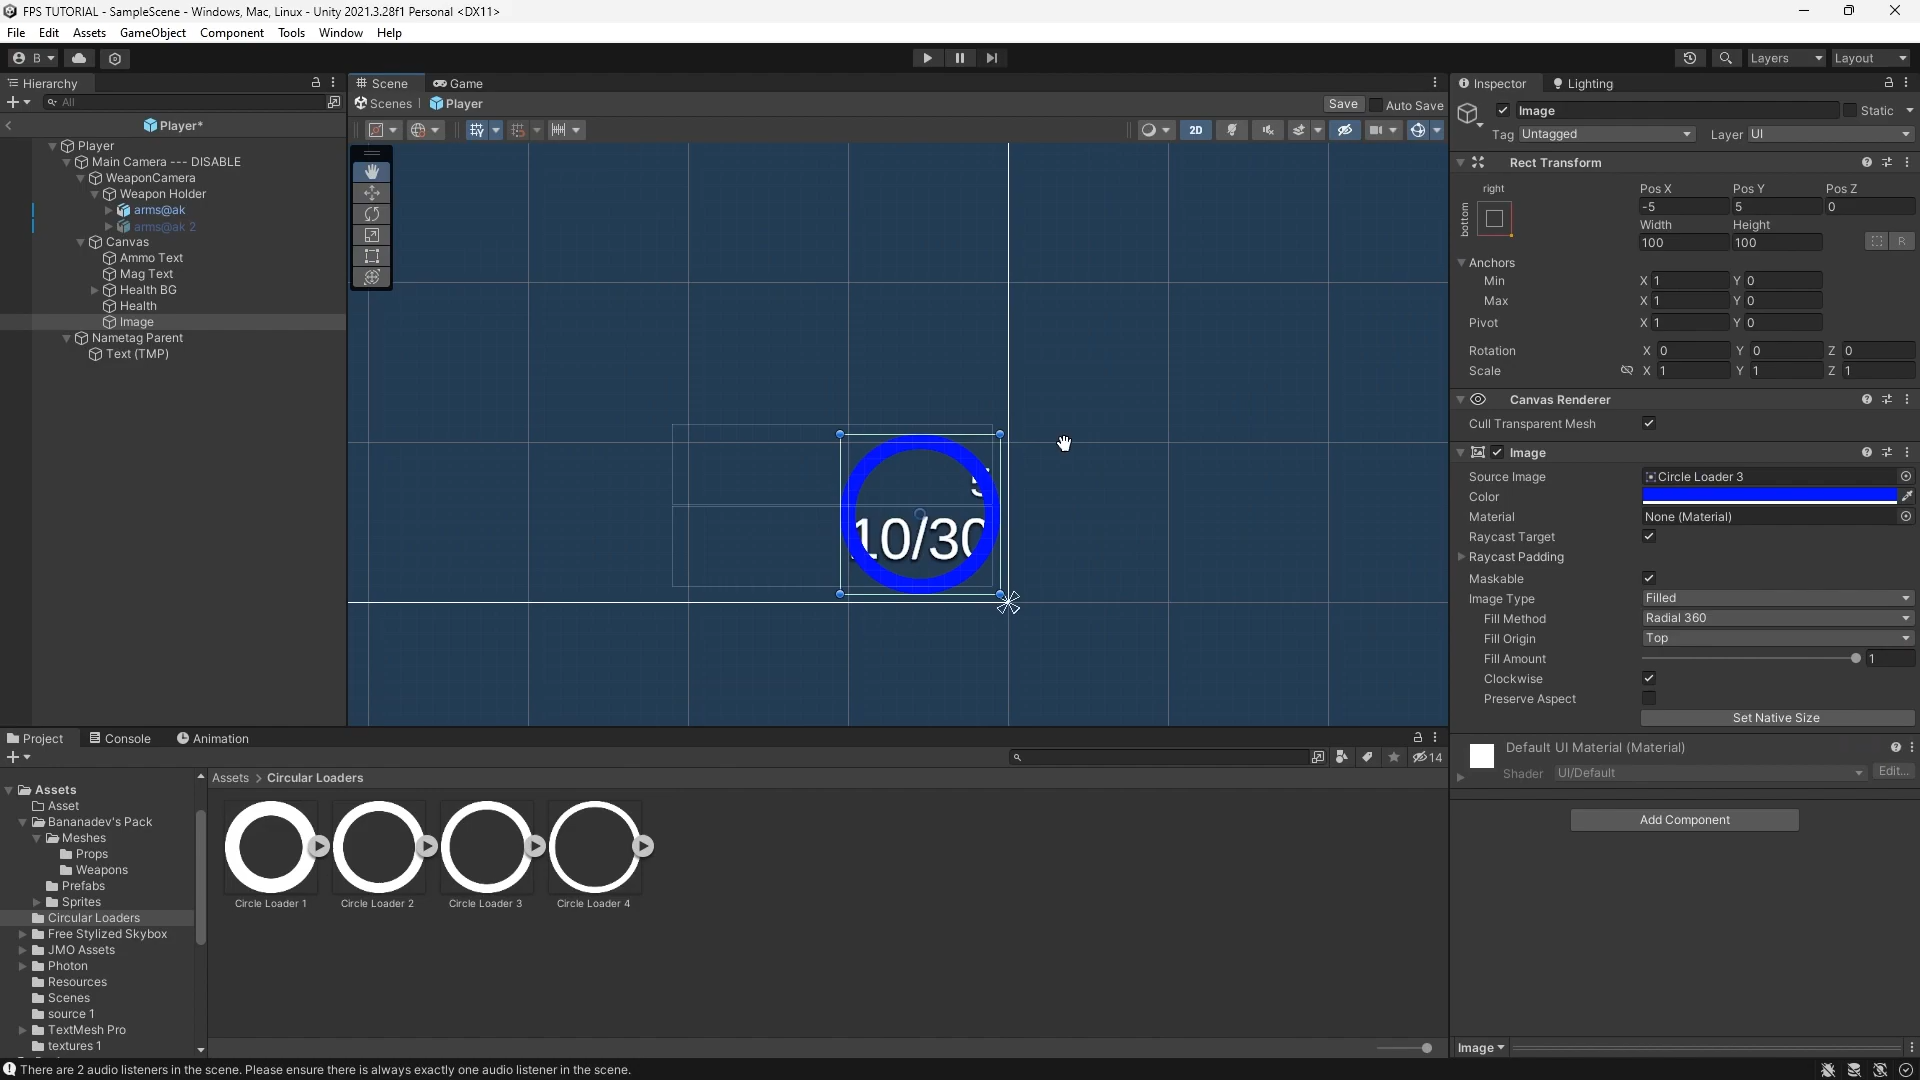 FPS TUTORIAL - SampleScene - Windows, Mac, Linux - Unity 2021.3.28f1 Personal <DX11>
File Edit Assets GameObject Component Tools Window Help
B Layers Layout
Hierarchy
All
Player*
Player
Main Camera --- DISABLE
WeaponCamera
Weapon Holder
arms@ak
arms@ak 2
Canvas
Ammo Text
Mag Text
Health BG
Health
Image
Nametag Parent
Text (TMP)
Scene Game
Scenes Player Save Auto Save
2D
10/30
Inspector Lighting
Image Static
Tag Untagged Layer UI
Rect Transform
right Pos X Pos Y Pos Z
bottom -5 5 0
Width Height
100 100 R
Anchors
Min X 1 Y 0
Max X 1 Y 0
Pivot X 1 Y 0
Rotation X 0 Y 0 Z 0
Scale X 1 Y 1 Z 1
Canvas Renderer
Cull Transparent Mesh
Image
Source Image Circle Loader 3
Color
Material None (Material)
Raycast Target
Raycast Padding
Maskable
Image Type Filled
Fill Method Radial 360
Fill Origin Top
Fill Amount 1
Clockwise
Preserve Aspect
Set Native Size
Default UI Material (Material)
Shader UI/Default Edit...
Add Component
Image
Project Console Animation
14
Assets > Circular Loaders
Assets
Asset
Bananadev's Pack
Meshes
Props
Weapons
Prefabs
Sprites
Circular Loaders
Free Stylized Skybox
JMO Assets
Photon
Resources
Scenes
source 1
TextMesh Pro
textures 1
Circle Loader 1 Circle Loader 2 Circle Loader 3 Circle Loader 4
There are 2 audio listeners in the scene. Please ensure there is always exactly one audio listener in the scene.